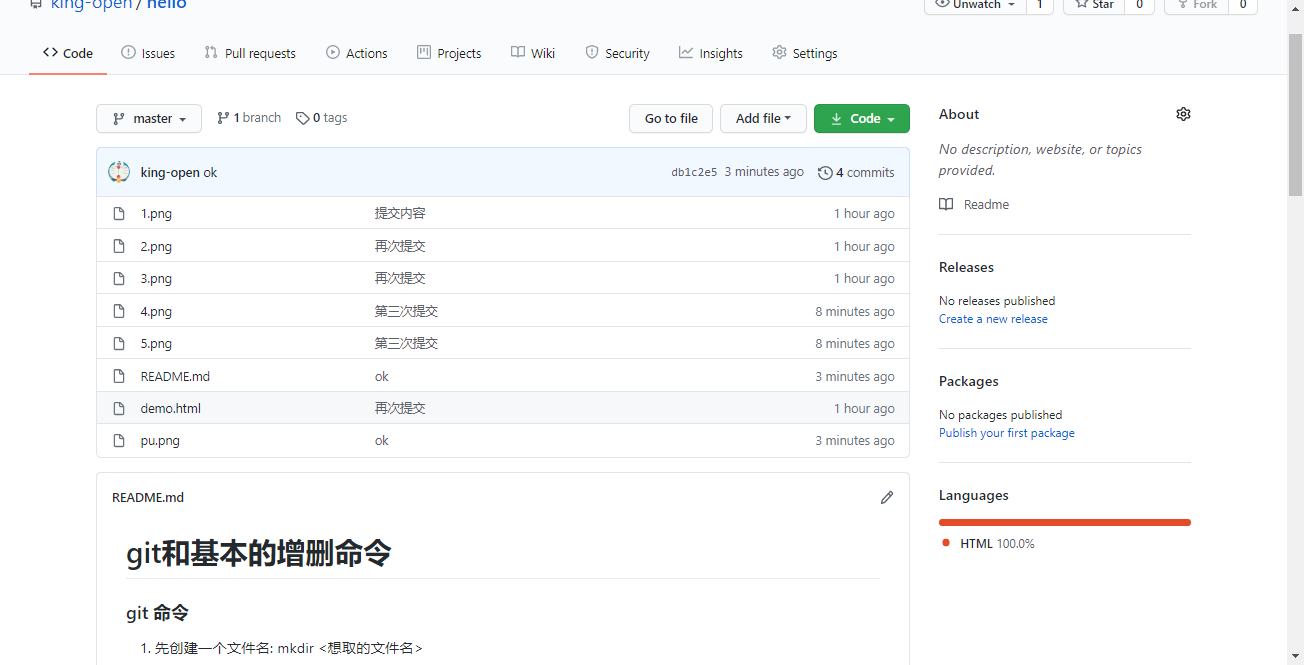 king-open / hello
Unwatch 1 Star 0 Fork 0
Code Issues Pull requests Actions Projects Wiki Security Insights Settings
master 1 branch 0 tags Go to file Add file Code
king-open ok db1c2e5 3 minutes ago 4 commits
1.png 提交内容 1 hour ago
2.png 再次提交 1 hour ago
3.png 再次提交 1 hour ago
4.png 第三次提交 8 minutes ago
5.png 第三次提交 8 minutes ago
README.md ok 3 minutes ago
demo.html 再次提交 1 hour ago
pu.png ok 3 minutes ago
README.md
git和基本的增删命令
git 命令
1. 先创建一个文件名: mkdir <想取的文件名>
About
No description, website, or topics
provided.
Readme
Releases
No releases published
Create a new release
Packages
No packages published
Publish your first package
Languages
HTML 100.0%